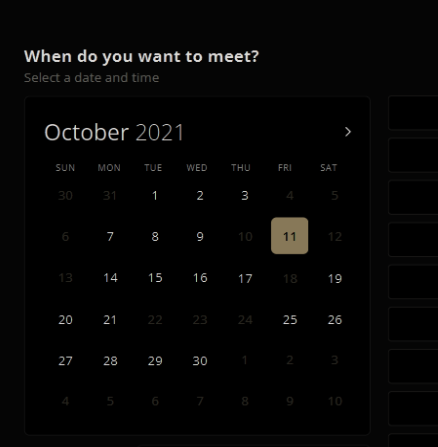 When do you want to meet?
Select a date and time
October 2021
SUN MON TUE WED THU FRI SAT
30 31 1 2 3 4 5
6 7 8 9 10 11 12
13 14 15 16 17 18 19
20 21 22 23 24 25 26
27 28 29 30 1 2 3
4 5 6 7 8 9 10